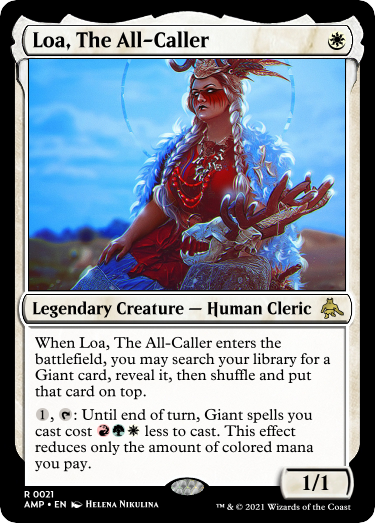 Loa, The All-Caller
Legendary Creature — Human Cleric
When Loa, The All-Caller enters the
battlefield, you may search your library for a
Giant card, reveal it, then shuffle and put
that card on top.
1, T: Until end of turn, Giant spells you
cast cost less to cast. This effect
reduces only the amount of colored mana
you pay.
1/1
R 0021
AMP • EN Helena Nikulina
™ & © 2021 Wizards of the Coast